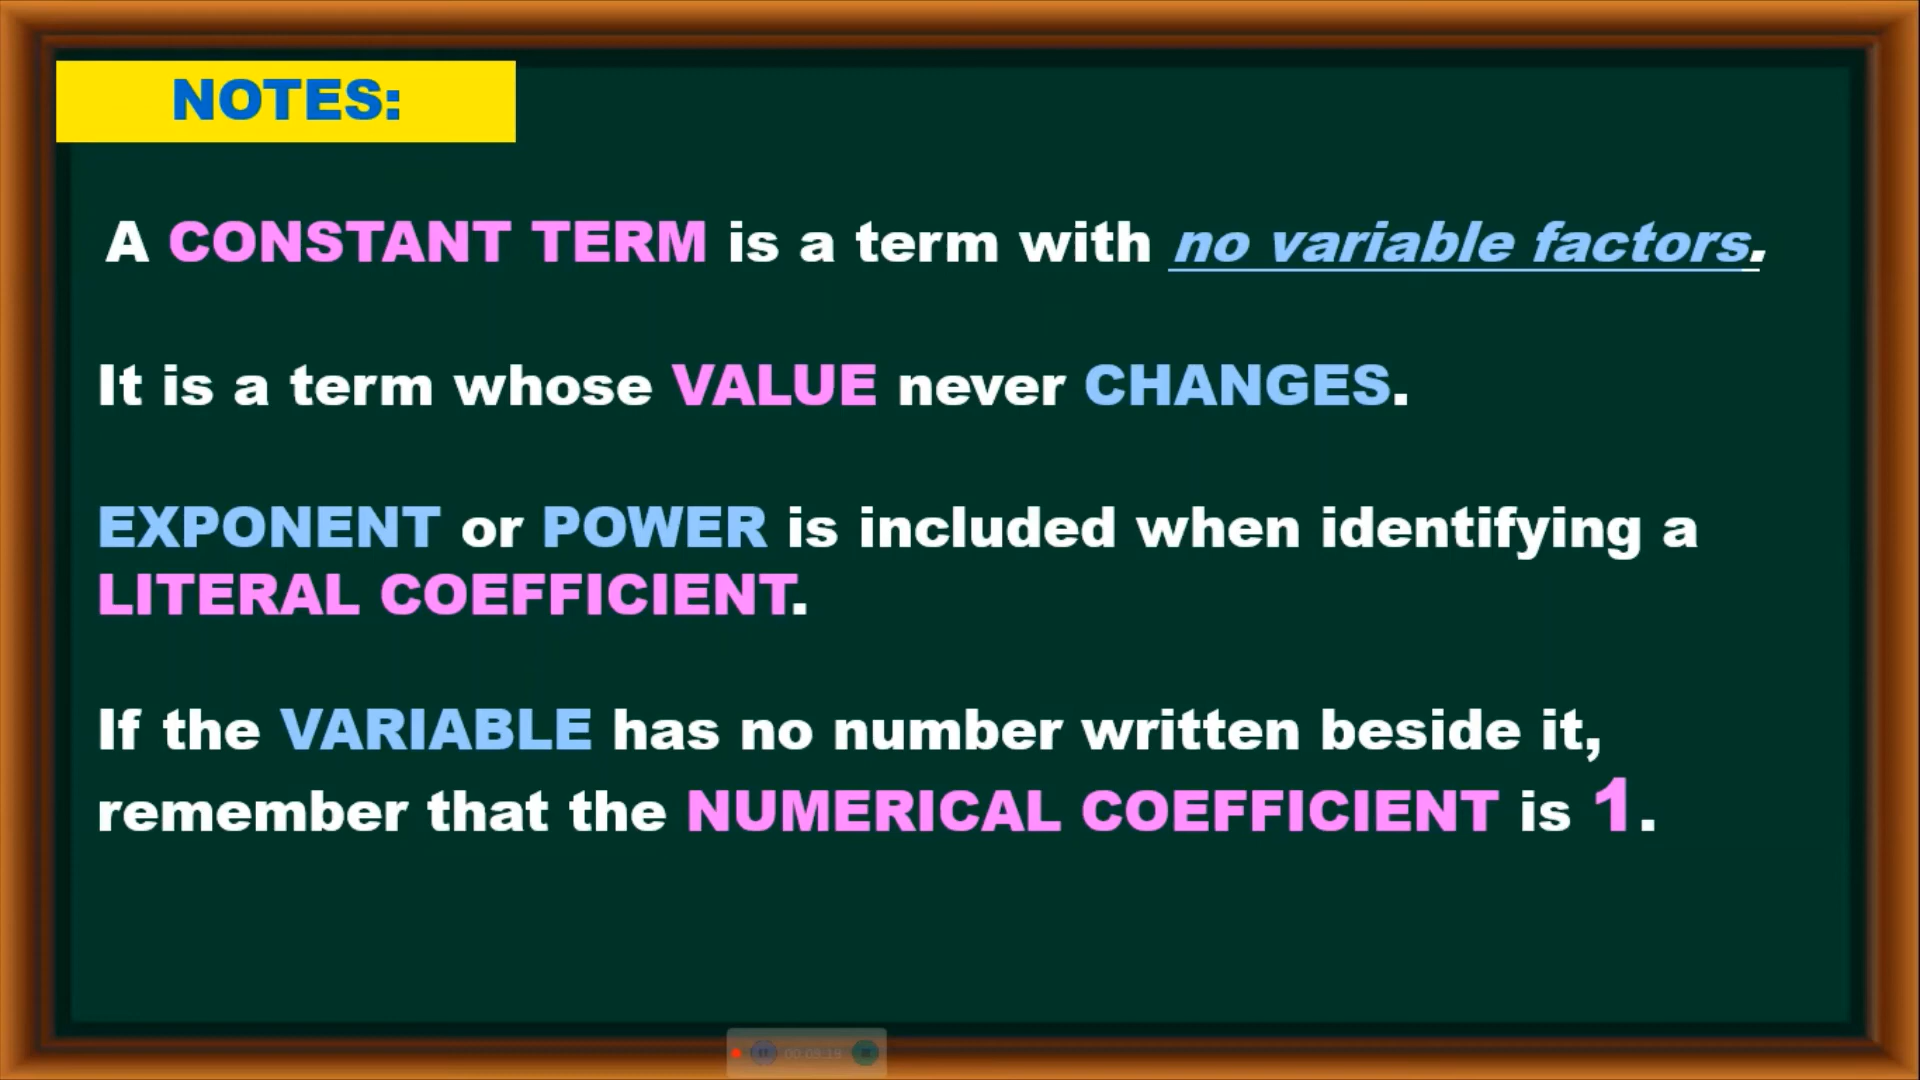 NOTES:
A CONSTANT TERM is a term with no variable factors.
It is a term whose VALUE never CHANGES.
EXPONENT or POWER is included when identifying a
LITERAL COEFFICIENT.
If the VARIABLE has no number written beside it,
remember that the NUMERICAL COEFFICIENT is 1.